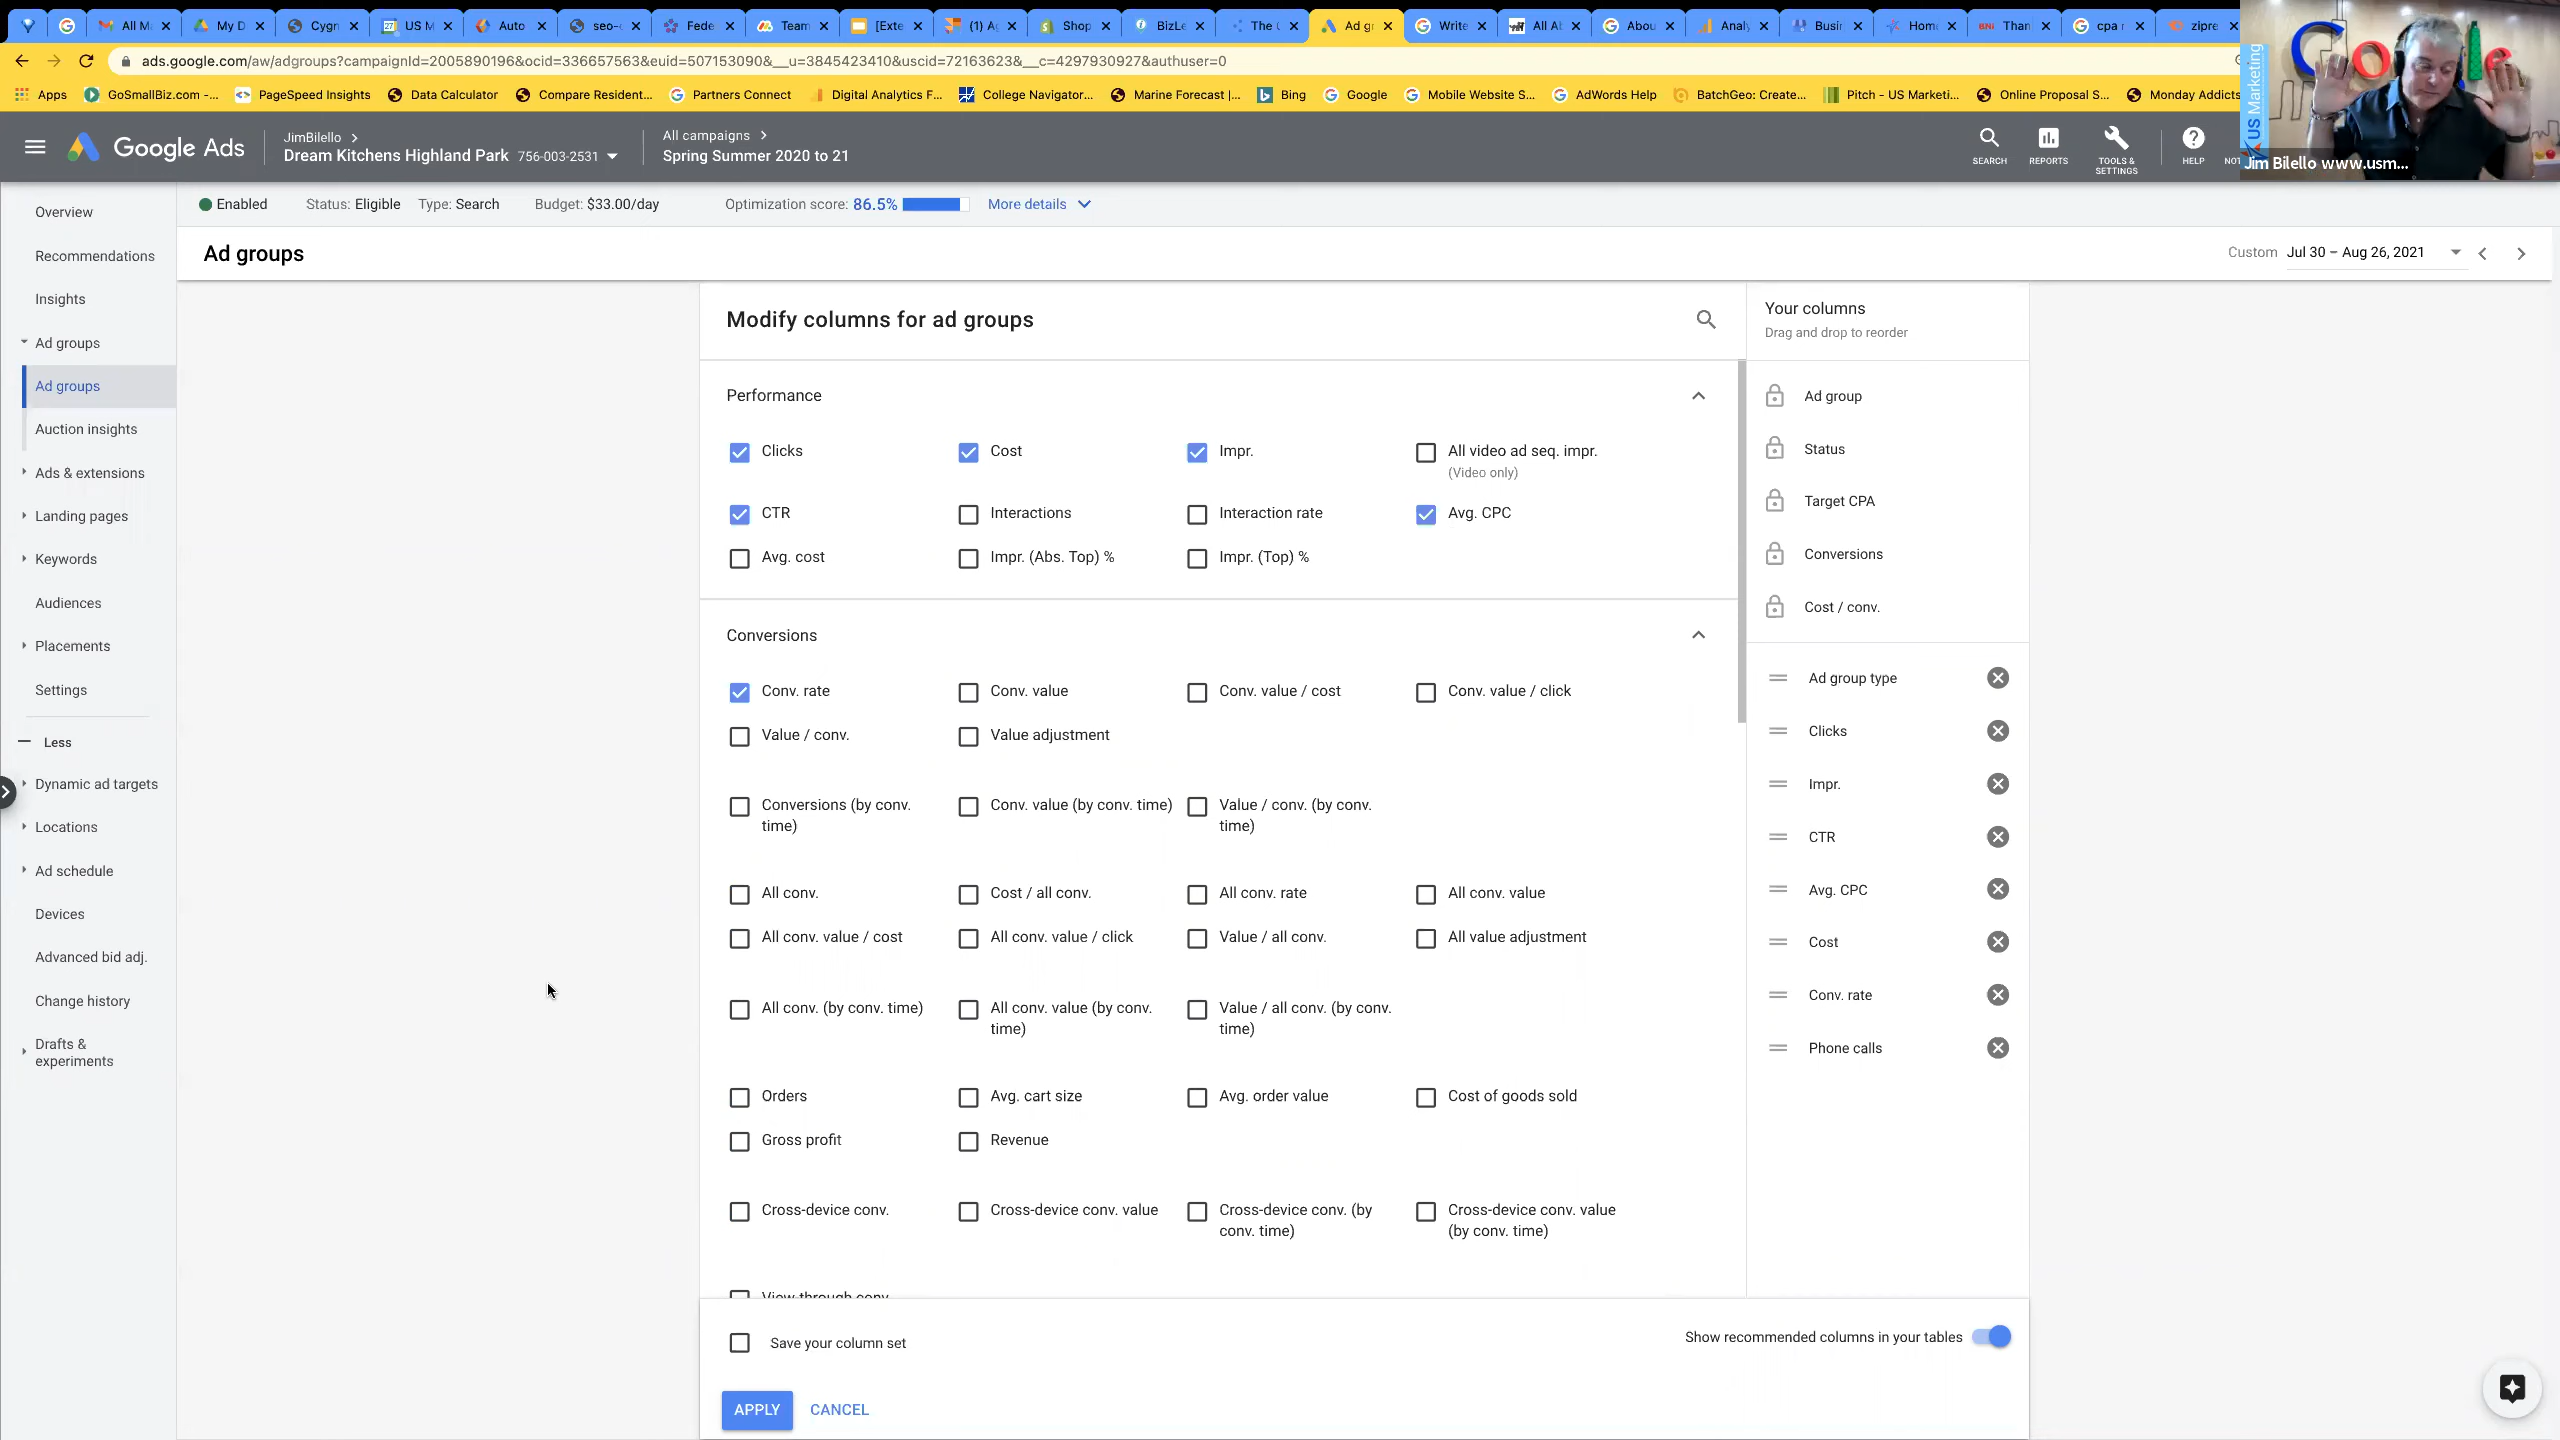 All M
My D
Cygn
US M
Auto
seo-
Fede
Team
[Exte
(1) A
Shop
BizLe
The
Ad g
Write
All A
Abou
Analy
Busin
Hom
Than
cpa
zipre
ads.google.com/aw/adgroups?campaignId=2005890196&ocid=336657563&euid=507153090&__u=3845423410&uscid=72163623&__c=4297930927&authuser=0
Apps
GoSmallBiz.com -...
PageSpeed Insights
Data Calculator
Compare Resident...
Partners Connect
Digital Analytics F...
College Navigator...
Marine Forecast |...
Bing
Google
Mobile Website S...
AdWords Help
BatchGeo: Create...
Pitch - US Marketi...
Online Proposal S...
Monday Addicts
Google Ads
JimBilello
Dream Kitchens Highland Park 756-003-2531
All campaigns
Spring Summer 2020 to 21
SEARCH
REPORTS
TOOLS & SETTINGS
HELP
NOT
US Marketing
Google
Jim Bilello www.usm...
Enabled Status: Eligible Type: Search Budget: $33.00/day Optimization score: 86.5% More details
Ad groups
Custom Jul 30 – Aug 26, 2021
Overview
Recommendations
Insights
Ad groups
Ad groups
Auction insights
Ads & extensions
Landing pages
Keywords
Audiences
Placements
Settings
Less
Dynamic ad targets
Locations
Ad schedule
Devices
Advanced bid adj.
Change history
Drafts &
experiments
Modify columns for ad groups
Performance
Clicks Cost Impr. All video ad seq. impr.
(Video only)
CTR Interactions Interaction rate Avg. CPC
Avg. cost Impr. (Abs. Top) % Impr. (Top) %
Conversions
Conv. rate Conv. value Conv. value / cost Conv. value / click
Value / conv. Value adjustment
Conversions (by conv.
time)
Conv. value (by conv. time)
Value / conv. (by conv.
time)
All conv. Cost / all conv. All conv. rate All conv. value
All conv. value / cost All conv. value / click Value / all conv. All value adjustment
All conv. (by conv. time)
All conv. value (by conv.
time)
Value / all conv. (by conv.
time)
Orders Avg. cart size Avg. order value Cost of goods sold
Gross profit Revenue
Cross-device conv.
Cross-device conv. value
Cross-device conv. (by
conv. time)
Cross-device conv. value
(by conv. time)
View-through conv.
Save your column set
Show recommended columns in your tables
APPLY CANCEL
Your columns
Drag and drop to reorder
Ad group
Status
Target CPA
Conversions
Cost / conv.
Ad group type
Clicks
Impr.
CTR
Avg. CPC
Cost
Conv. rate
Phone calls